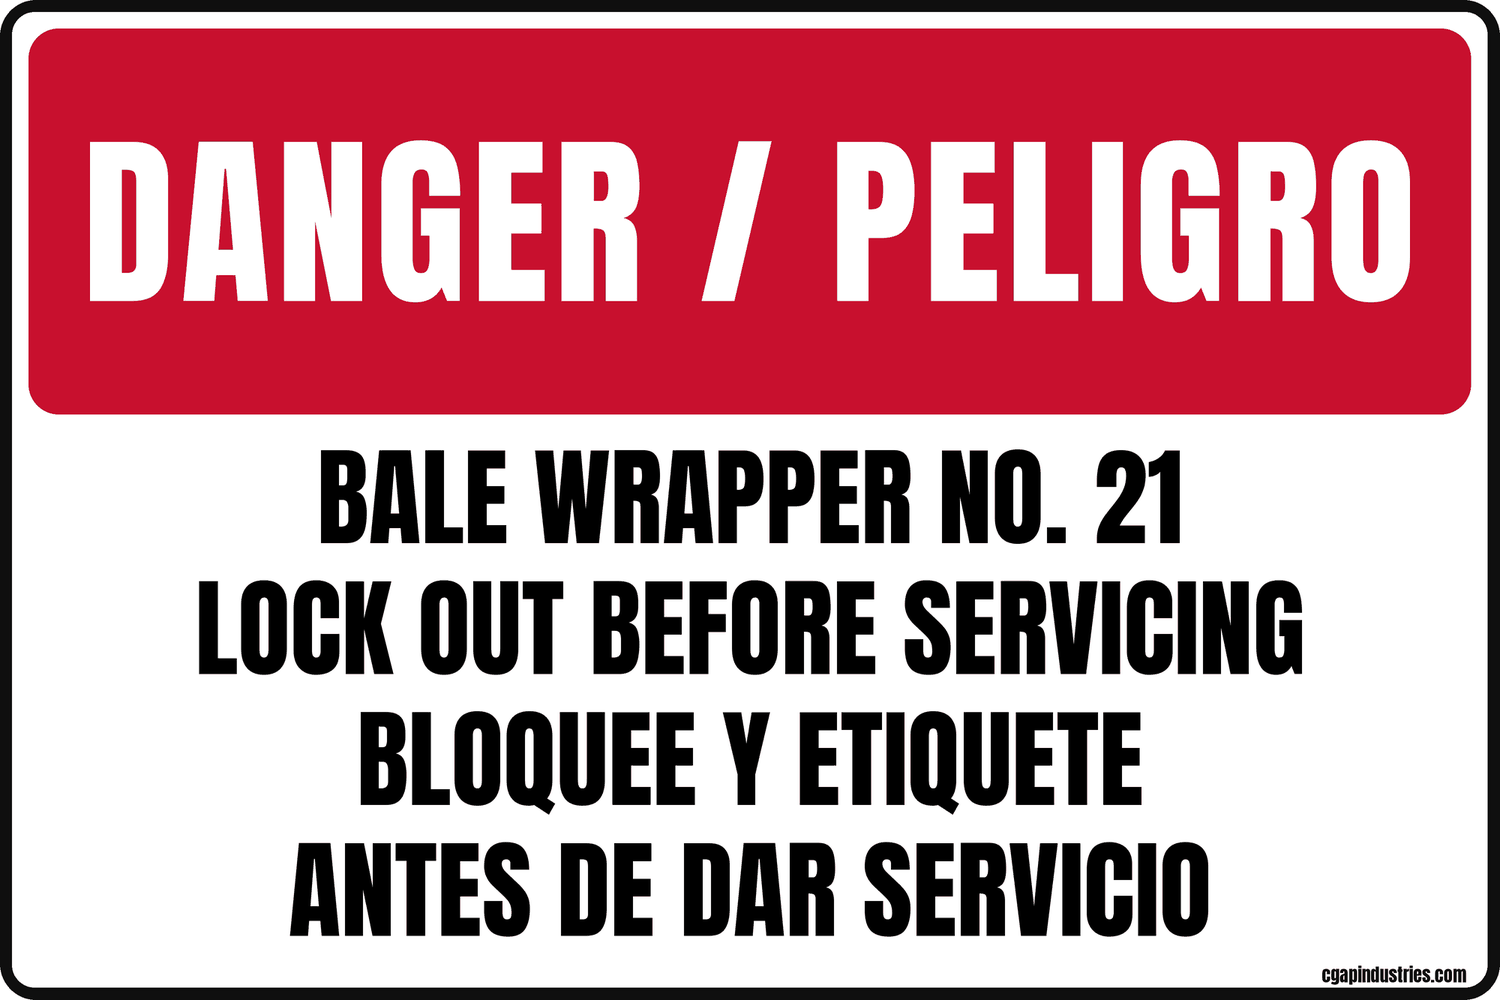 DANGER / PELIGRO
BALE WRAPPER NO. 21
LOCK OUT BEFORE SERVICING
BLOQUEE Y ETIQUETE
ANTES DE DAR SERVICIO
cgapindustries.com